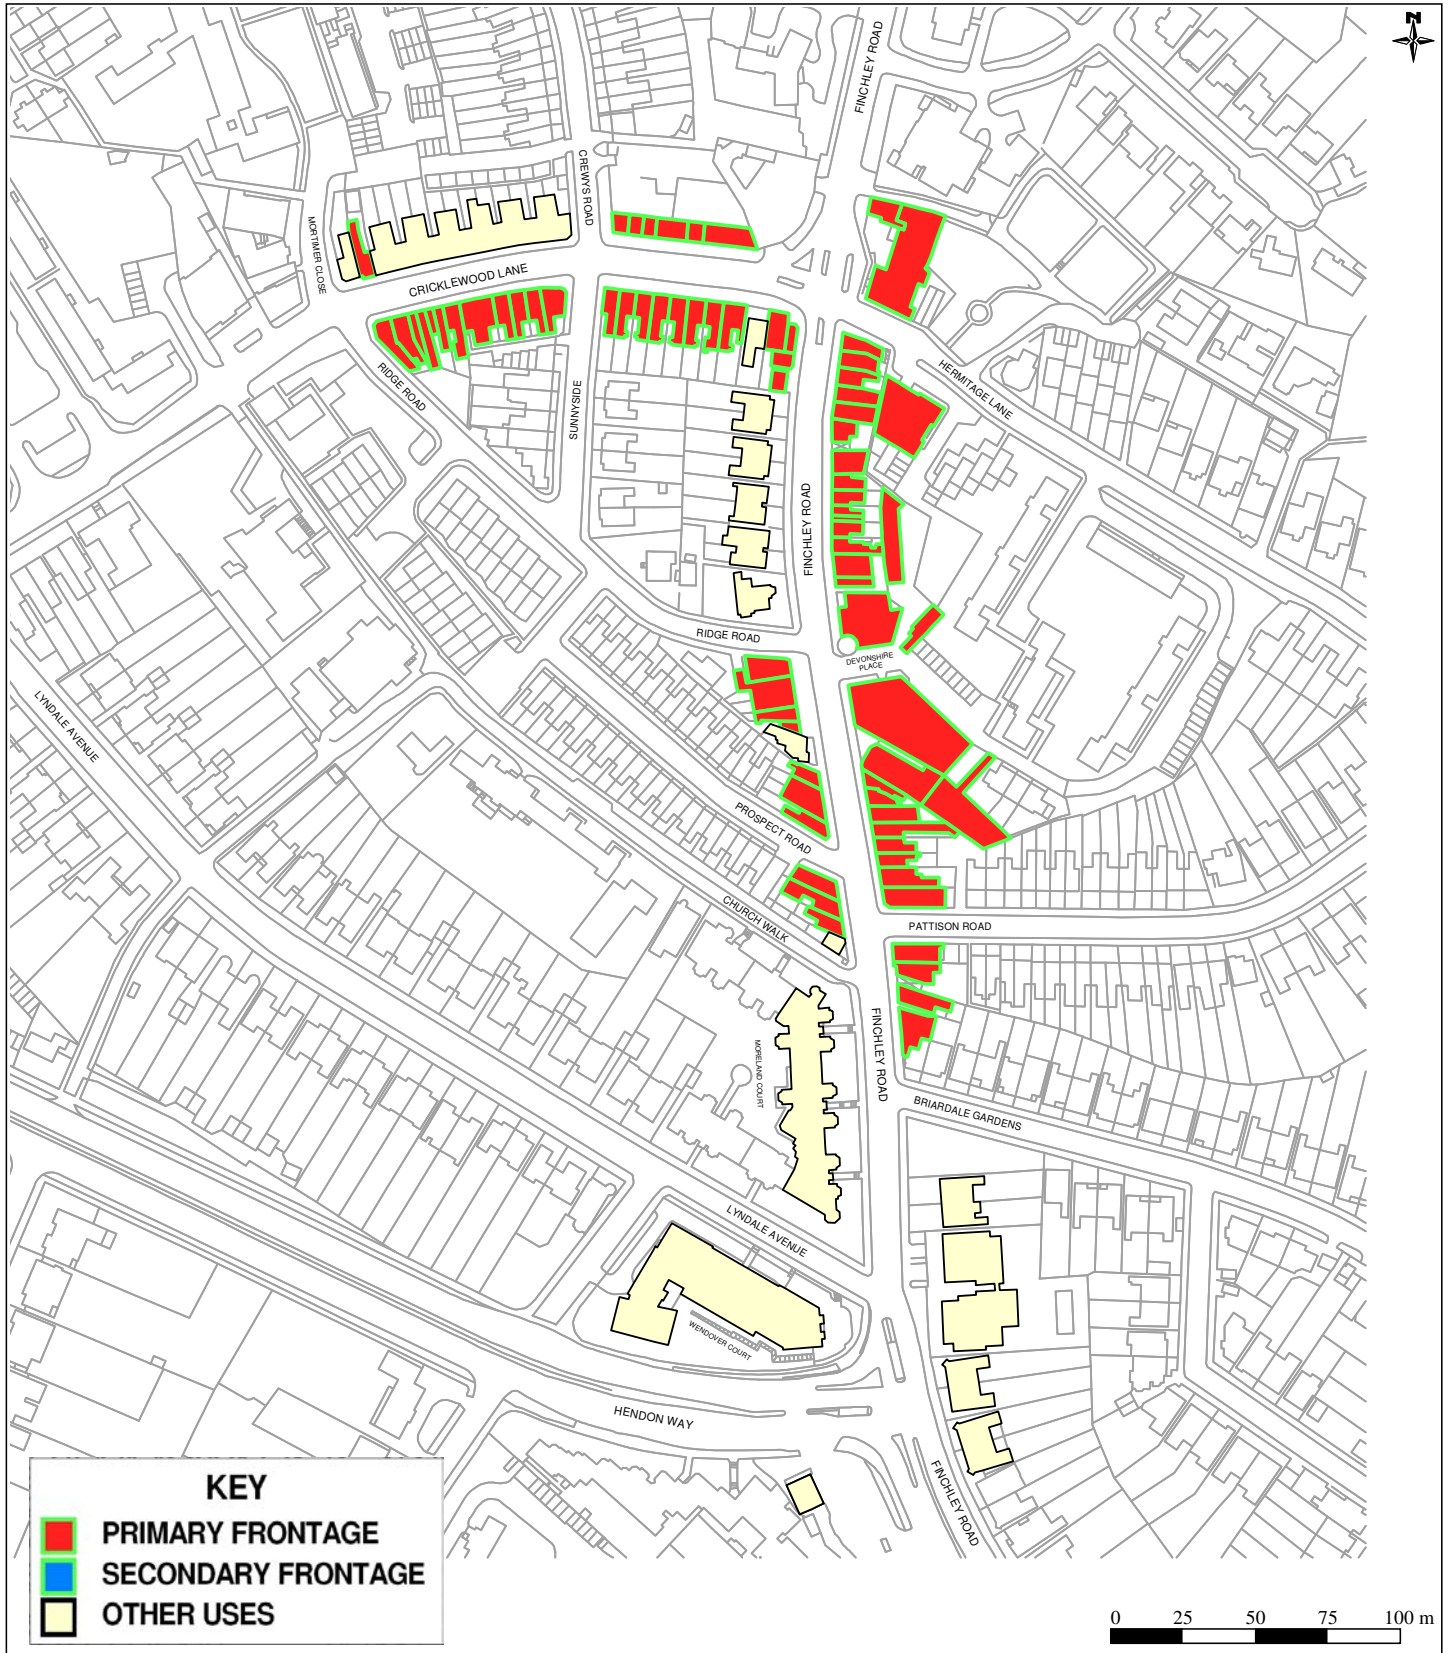 N
FINCHLEY ROAD
CREWYS ROAD
MORTIMER CLOSE
CRICKLEWOOD LANE
RIDGE ROAD
SUNNYSIDE
HERMITAGE LANE
FINCHLEY ROAD
RIDGE ROAD
DEVONSHIRE
PLACE
LYNDALE AVENUE
PROSPECT ROAD
CHURCH WALK
PATTISON ROAD
FINCHLEY ROAD
MORELAND COURT
BRIARDALE GARDENS
LYNDALE AVENUE
WENDOVER COURT
HENDON WAY
FINCHLEY ROAD
KEY
PRIMARY FRONTAGE
SECONDARY FRONTAGE
OTHER USES
0 25 50 75 100 m